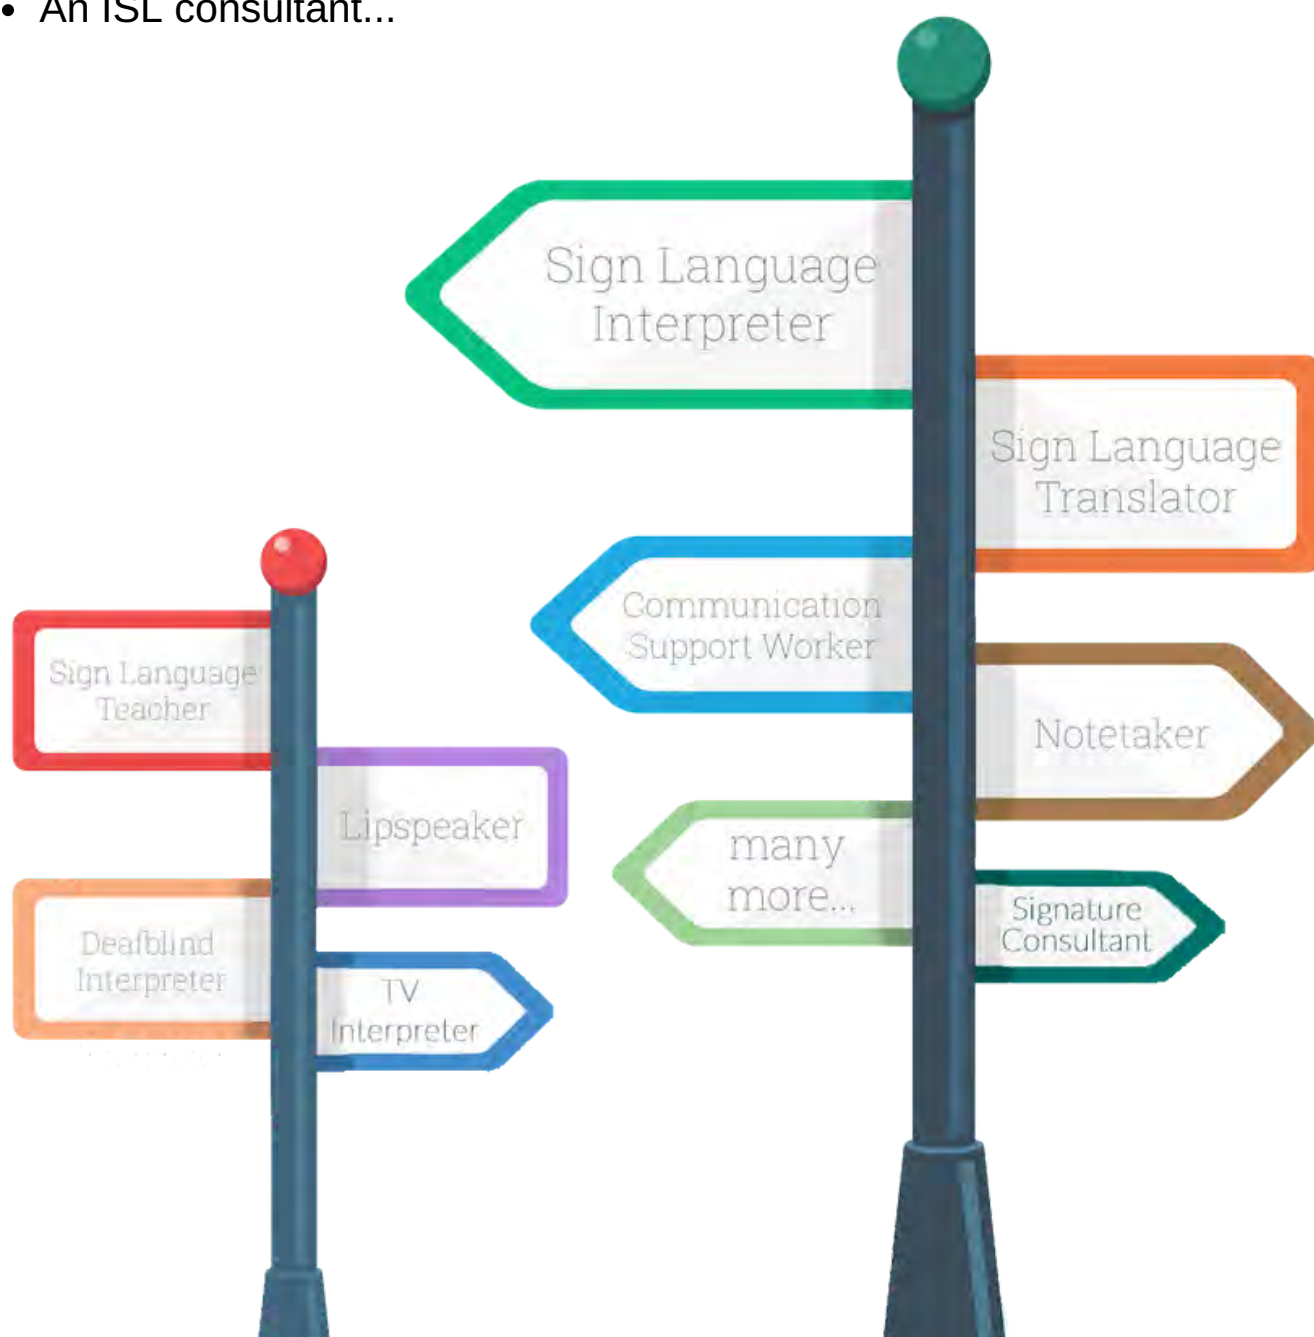 • An ISL consultant...
Sign Language
Interpreter
Sign Language
Translator
Communication
Support Worker
Notetaker
many
more...
Signature
Consultant
Sign Language
Teacher
Lipspeaker
Deafblind
Interpreter
TV
Interpreter